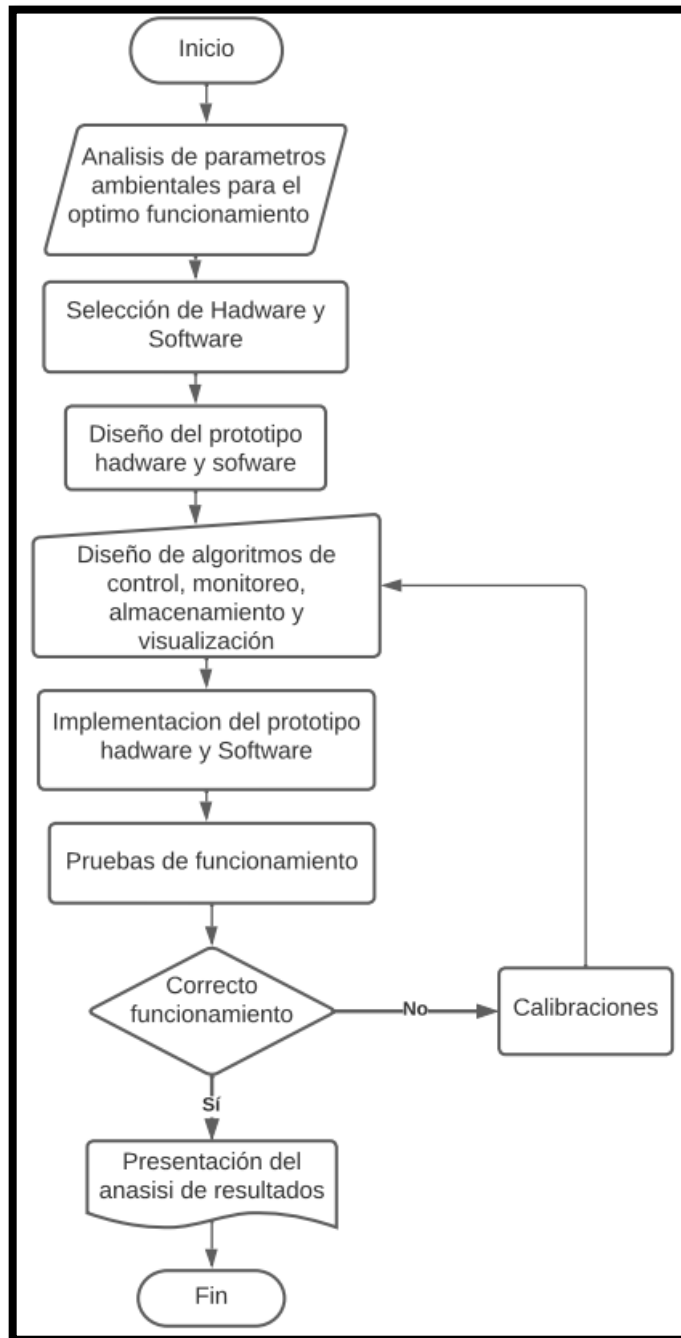 Inicio
Analisis de parametros
ambientales para el
optimo funcionamiento
Selección de Hadware y
Software
Diseño del prototipo
hadware y sofware
Diseño de algoritmos de
control, monitoreo,
almacenamiento y
visualización
Implementacion del prototipo
hadware y Software
Pruebas de funcionamiento
Correcto
funcionamiento
No
Calibraciones
Sí
Presentación del
anasisi de resultados
Fin